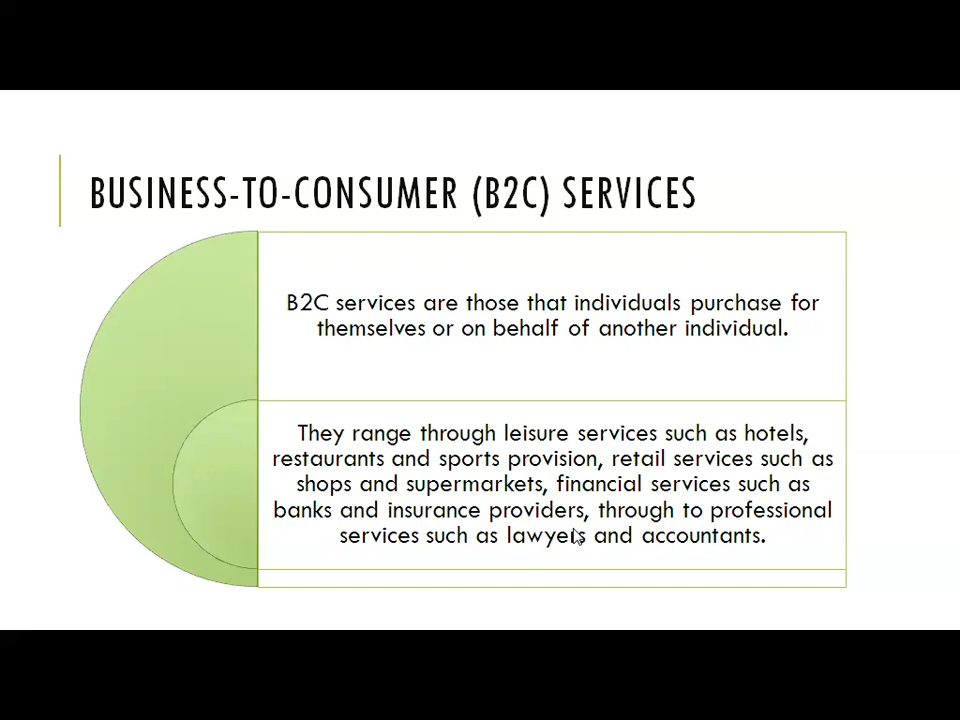 BUSINESS-TO-CONSUMER (B2C) SERVICES
B2C services are those that individuals purchase for
themselves or on behalf of another individual.
They range through leisure services such as hotels,
restaurants and sports provision, retail services such as
shops and supermarkets, financial services such as
banks and insurance providers, through to professional
services such as lawyers and accountants.